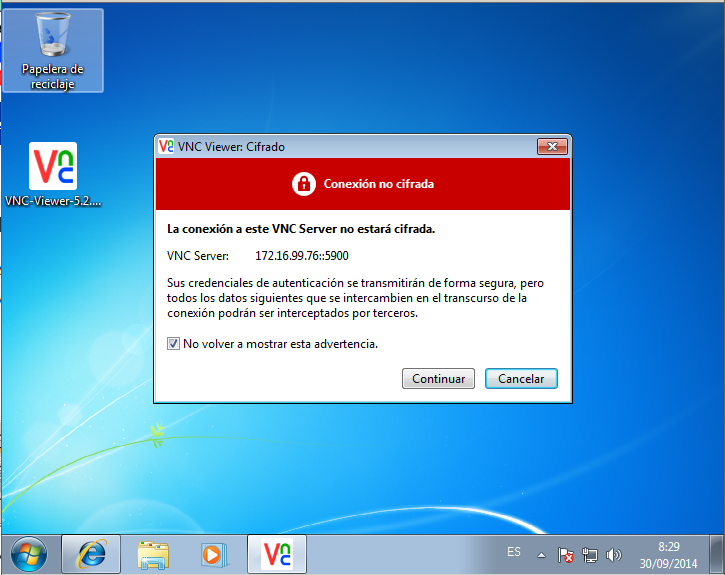 Papelera de
reciclaje
VNC-Viewer-5.2....
VNC Viewer: Cifrado
Conexión no cifrada
La conexión a este VNC Server no estará cifrada.
VNC Server: 172.16.99.76::5900
Sus credenciales de autenticación se transmitirán de forma segura, pero
todos los datos siguientes que se intercambien en el transcurso de la
conexión podrán ser interceptados por terceros.
No volver a mostrar esta advertencia.
Continuar Cancelar
ES 8:29
30/09/2014